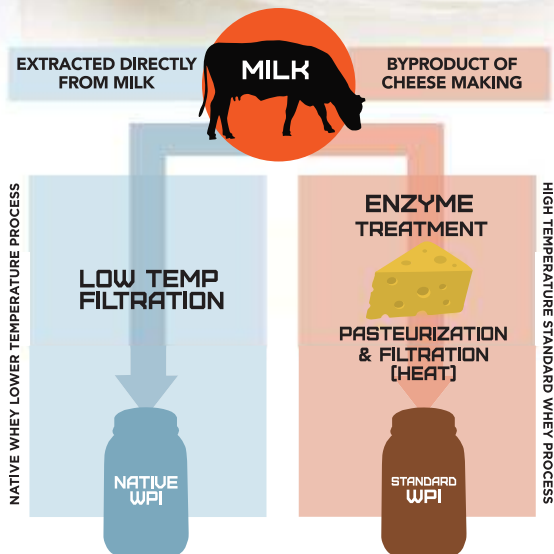 MILK
EXTRACTED DIRECTLY
FROM MILK
BYPRODUCT OF
CHEESE MAKING
NATIVE WHEY LOWER TEMPERATURE PROCESS
LOW TEMP
FILTRATION
NATIVE
WPI
ENZYME
TREATMENT
PASTEURIZATION
& FILTRATION
(HEAT)
STANDARD
WPI
HIGH TEMPERATURE STANDARD WHEY PROCESS